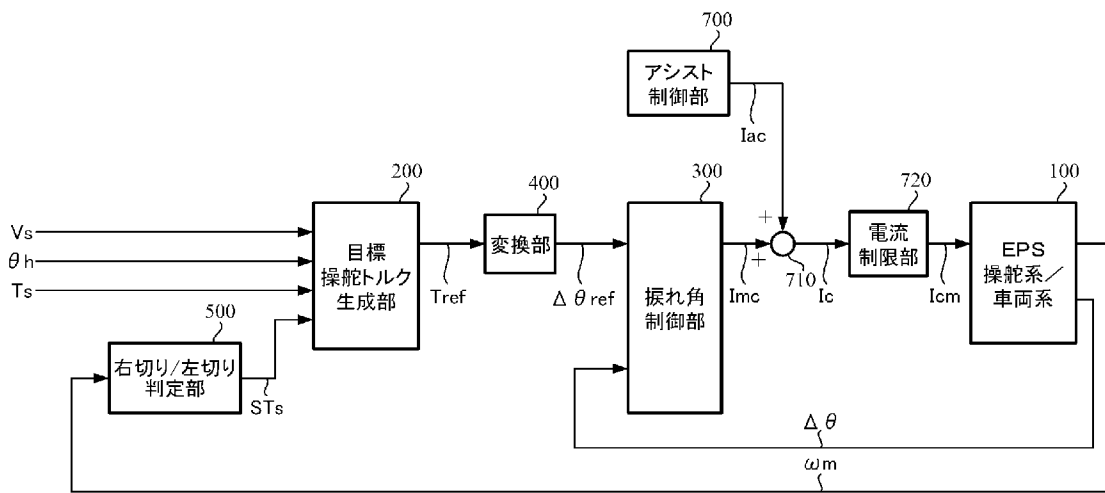 700
アシスト
制御部
Iac
200
400
300
720
100
Vs
θh
Ts
目標
操舵トルク
生成部
Tref
変換部
Δθref
捩れ角
制御部
Imc
+
+
710
Ic
電流
制限部
Icm
EPS
操舵系/
車両系
500
右切り/左切り
判定部
STs
Δθ
ωm